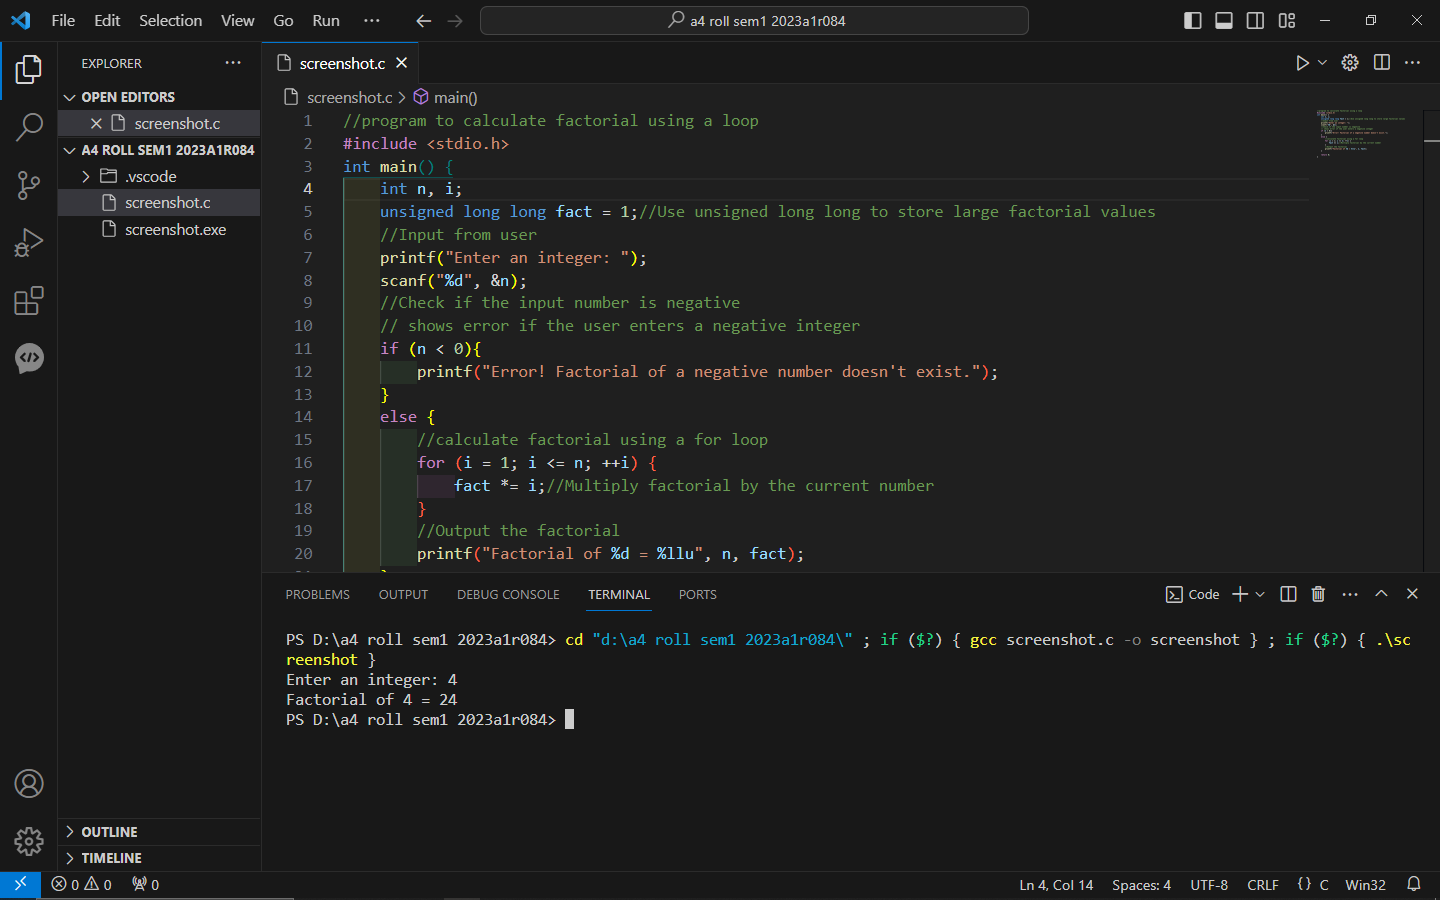 File Edit Selection View Go Run ··· a4 roll sem1 2023a1r084
EXPLORER ···
OPEN EDITORS
screenshot.c
A4 ROLL SEM1 2023A1R084
.vscode
screenshot.c
screenshot.exe
OUTLINE
TIMELINE
screenshot.c
screenshot.c > main()
1 //program to calculate factorial using a loop
2 #include <stdio.h>
3 int main() {
4 int n, i;
5 unsigned long long fact = 1;//Use unsigned long long to store large factorial values
6 //Input from user
7 printf("Enter an integer: ");
8 scanf("%d", &n);
9 //Check if the input number is negative
10 // shows error if the user enters a negative integer
11 if (n < 0){
12 printf("Error! Factorial of a negative number doesn't exist.");
13 }
14 else {
15 //calculate factorial using a for loop
16 for (i = 1; i <= n; ++i) {
17 fact *= i;//Multiply factorial by the current number
18 }
19 //Output the factorial
20 printf("Factorial of %d = %llu", n, fact);
PROBLEMS OUTPUT DEBUG CONSOLE TERMINAL PORTS Code
PS D:\a4 roll sem1 2023a1r084> cd "d:\a4 roll sem1 2023a1r084\" ; if ($?) { gcc screenshot.c -o screenshot } ; if ($?) { .\sc
reenshot }
Enter an integer: 4
Factorial of 4 = 24
PS D:\a4 roll sem1 2023a1r084>
0 0 0 Ln 4, Col 14 Spaces: 4 UTF-8 CRLF {} C Win32